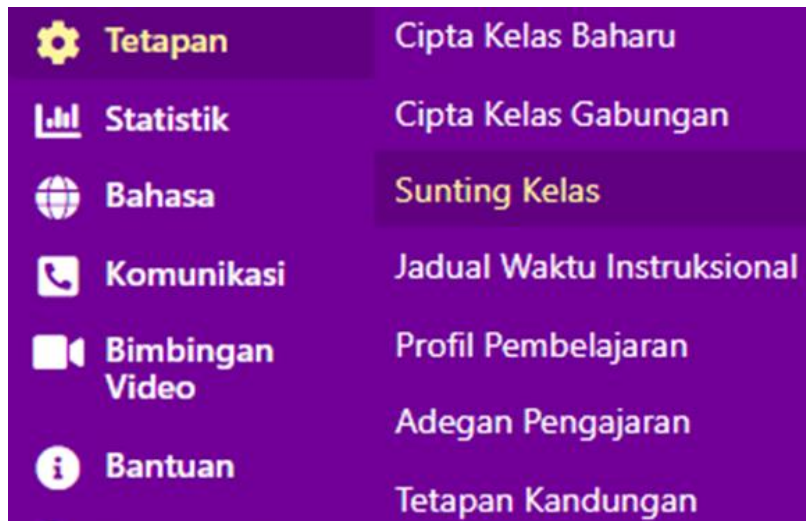 Tetapan
Statistik
Bahasa
Komunikasi
Bimbingan
Video
Bantuan
Cipta Kelas Baharu
Cipta Kelas Gabungan
Sunting Kelas
Jadual Waktu Instruksional
Profil Pembelajaran
Adegan Pengajaran
Tetapan Kandungan